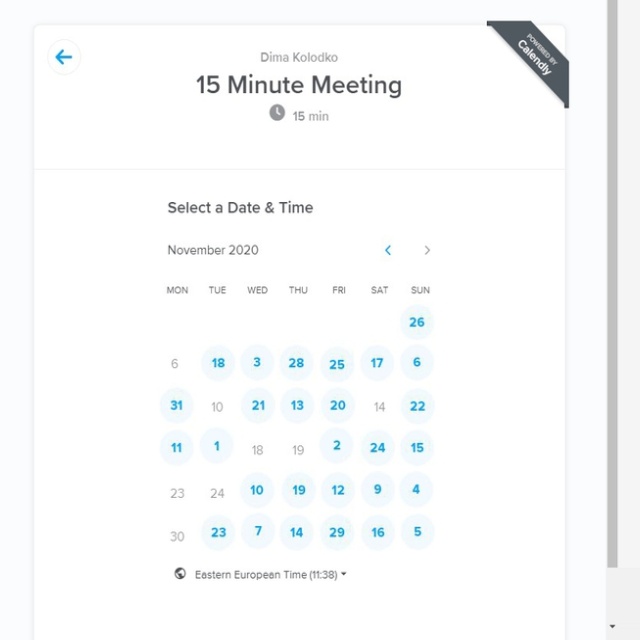 Dima Kolodko
15 Minute Meeting
15 min
POWERED BY
Calendly
Select a Date & Time
November 2020
MON TUE WED THU FRI SAT SUN
26
6 18 3 28 25 17 6
31 10 21 13 20 14 22
11 1 18 19 2 24 15
23 24 10 19 12 9 4
30 23 7 14 29 16 5
Eastern European Time (11:38)